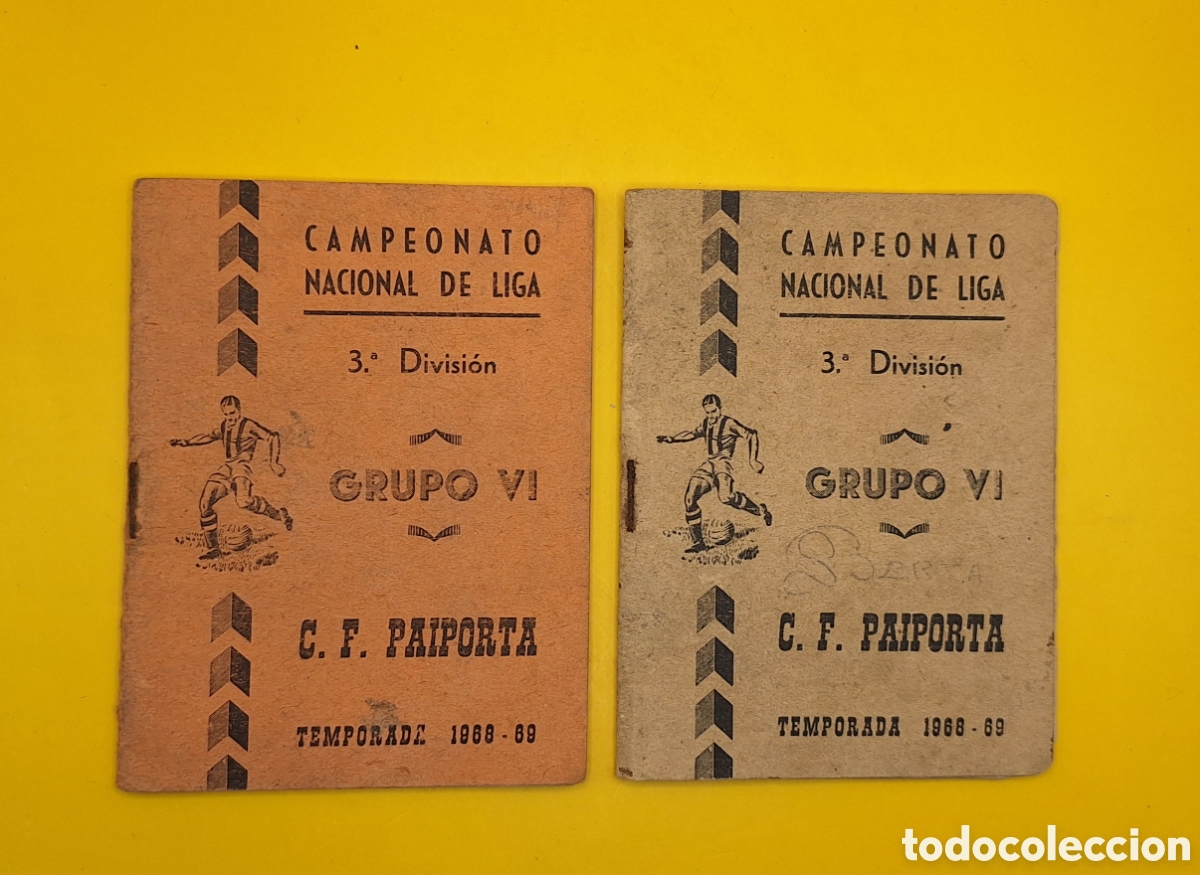 CAMPEONATO
NACIONAL DE LIGA
3.ª División
GRUPO VI
C. F. PAIPORTA
TEMPORADA 1968 - 69
CAMPEONATO
NACIONAL DE LIGA
3.ª División
GRUPO VI
C. F. PAIPORTA
TEMPORADA 1968 - 69
todocoleccion